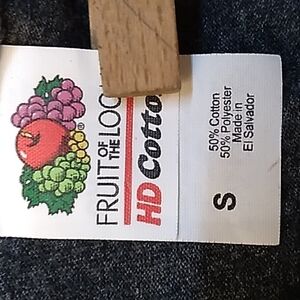 FRUIT
OF
THE LOO
HD Cotto
50% Cotton
50% Polyester
Made in
El Salvador
S